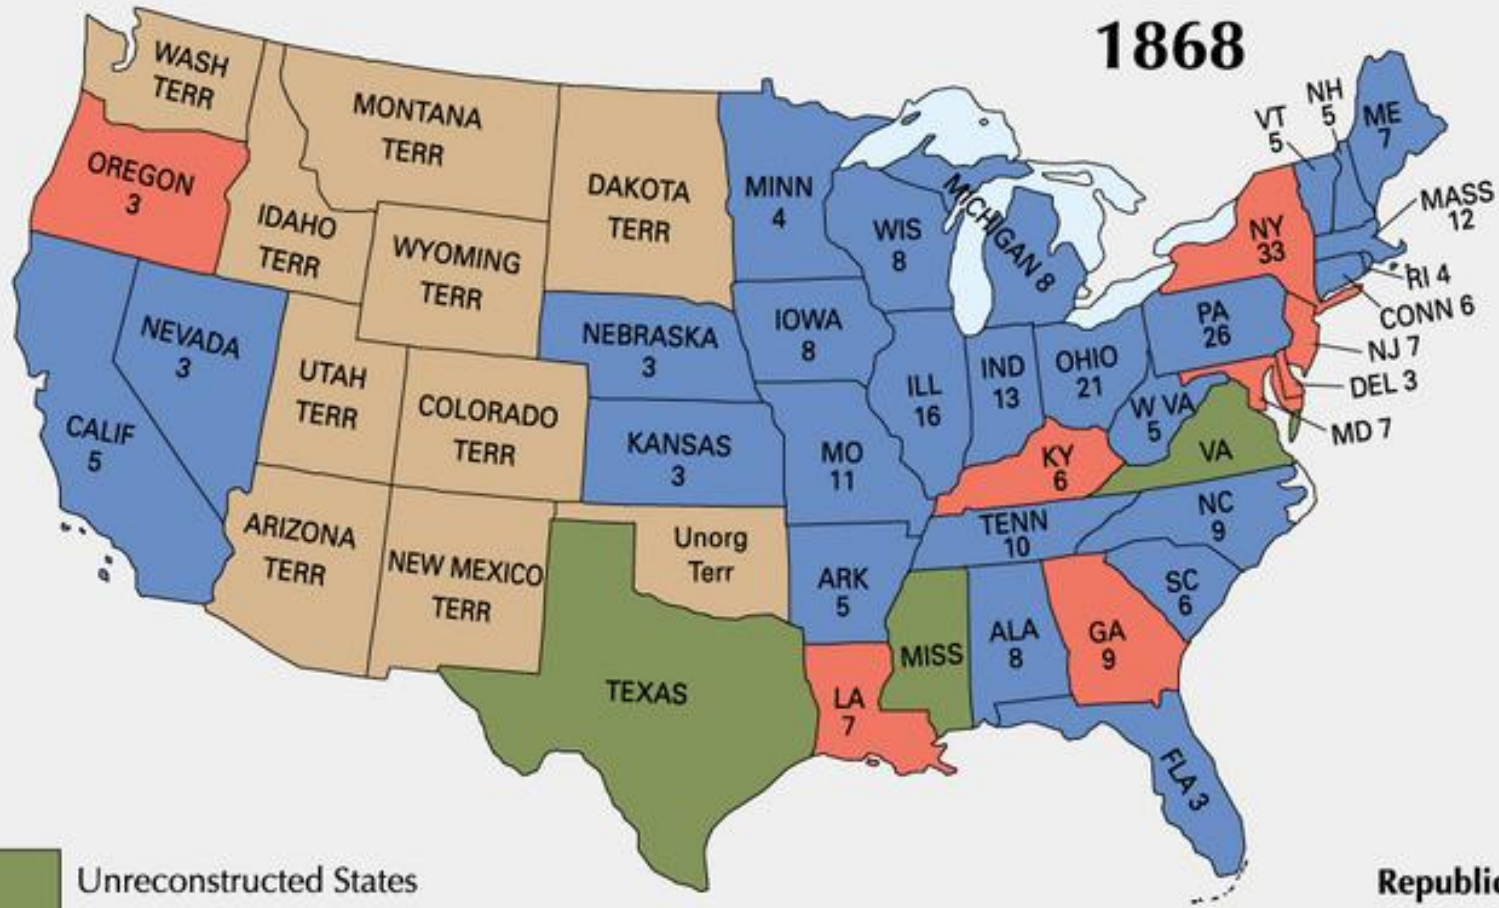 1868
WASH
TERR
MONTANA
TERR
OREGON
3
IDAHO
TERR
WYOMING
TERR
DAKOTA
TERR
MINN
4
WIS
8
MICHIGAN 8
VT
5
NH
5
ME
7
MASS
12
NY
33
RI 4
CONN 6
NJ 7
DEL 3
MD 7
PA
26
NEVADA
3
CALIF
5
UTAH
TERR
COLORADO
TERR
NEBRASKA
3
IOWA
8
ILL
16
IND
13
OHIO
21
W VA
5
VA
KANSAS
3
MO
11
KY
6
ARIZONA
TERR
NEW MEXICO
TERR
Unorg
Terr
ARK
5
TENN
10
NC
9
SC
6
TEXAS
LA
7
MISS
ALA
8
GA
9
FLA 3
Unreconstructed States
Republic